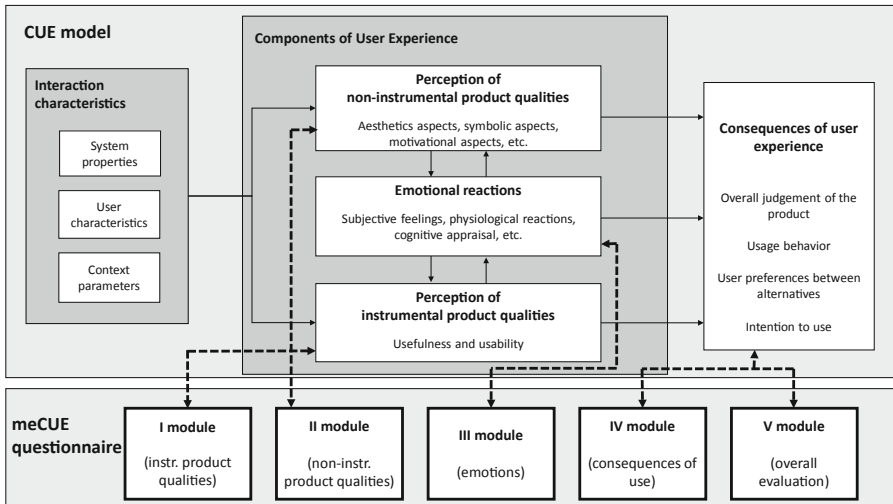 CUE model
Components of User Experience
Interaction
characteristics
System
properties
User
characteristics
Context
parameters
Perception of
non-instrumental product qualities
Aesthetics aspects, symbolic aspects,
motivational aspects, etc.
Emotional reactions
Subjective feelings, physiological reactions,
cognitive appraisal, etc.
Perception of
instrumental product qualities
Usefulness and usability
Consequences of user
experience
Overall judgement of the
product
Usage behavior
User preferences between
alternatives
Intention to use
meCUE
questionnaire
I module
(instr. product
qualities)
II module
(non-instr.
product qualities)
III module
(emotions)
IV module
(consequences of
use)
V module
(overall
evaluation)